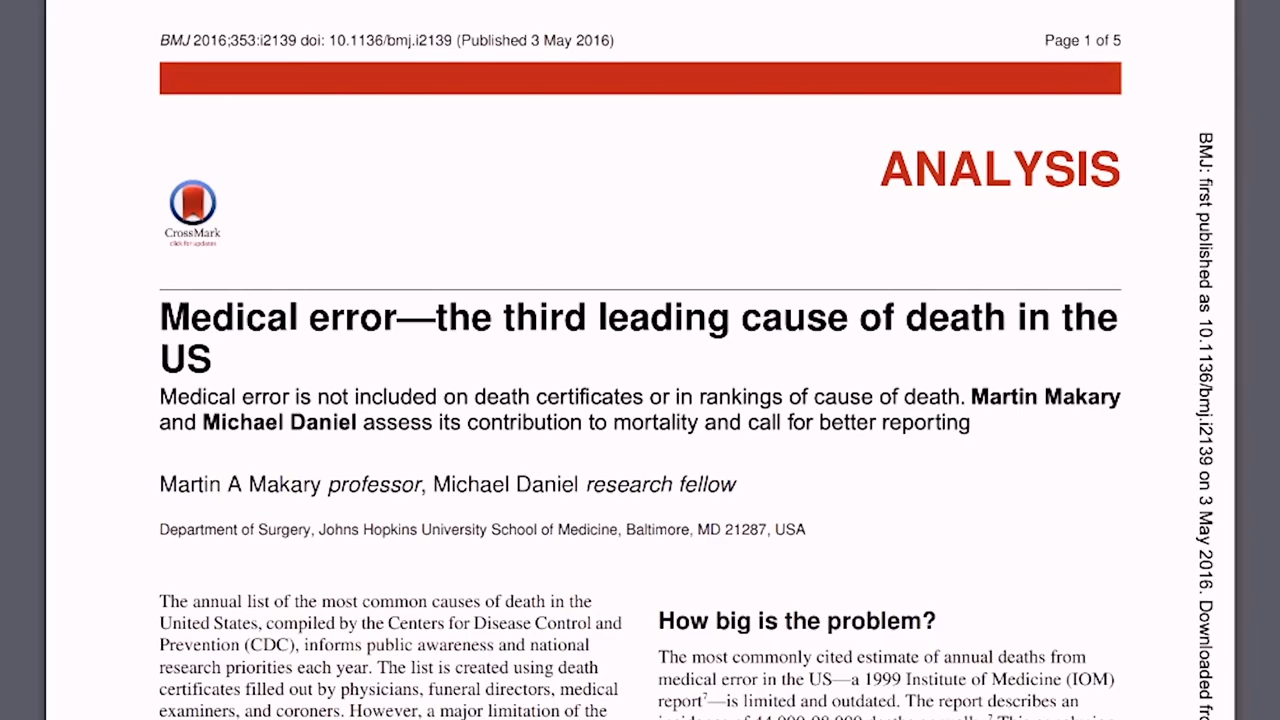 BMJ 2016;353:i2139 doi: 10.1136/bmj.i2139 (Published 3 May 2016)
Page 1 of 5
ANALYSIS
CrossMark
click for updates
Medical error—the third leading cause of death in the
US
Medical error is not included on death certificates or in rankings of cause of death. Martin Makary
and Michael Daniel assess its contribution to mortality and call for better reporting
Martin A Makary professor, Michael Daniel research fellow
Department of Surgery, Johns Hopkins University School of Medicine, Baltimore, MD 21287, USA
The annual list of the most common causes of death in the
United States, compiled by the Centers for Disease Control and
Prevention (CDC), informs public awareness and national
research priorities each year. The list is created using death
certificates filled out by physicians, funeral directors, medical
examiners, and coroners. However, a major limitation of the
How big is the problem?
The most commonly cited estimate of annual deaths from
medical error in the US—a 1999 Institute of Medicine (IOM)
report7—is limited and outdated. The report describes an
BMJ: first published as 10.1136/bmj.i2139 on 3 May 2016. Downloaded